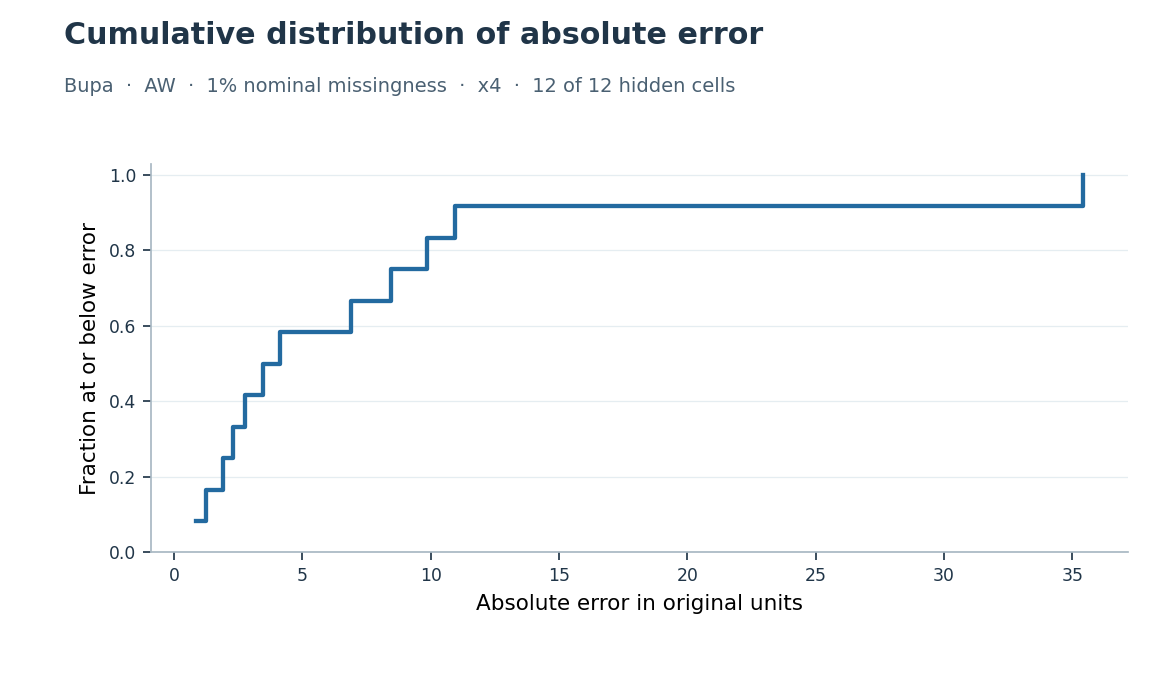 Cumulative distribution of absolute error
Bupa · AW · 1% nominal missingness · x4 · 12 of 12 hidden cells
Fraction at or below error
1.0
0.8
0.6
0.4
0.2
0.0
0 5 10 15 20 25 30 35
Absolute error in original units